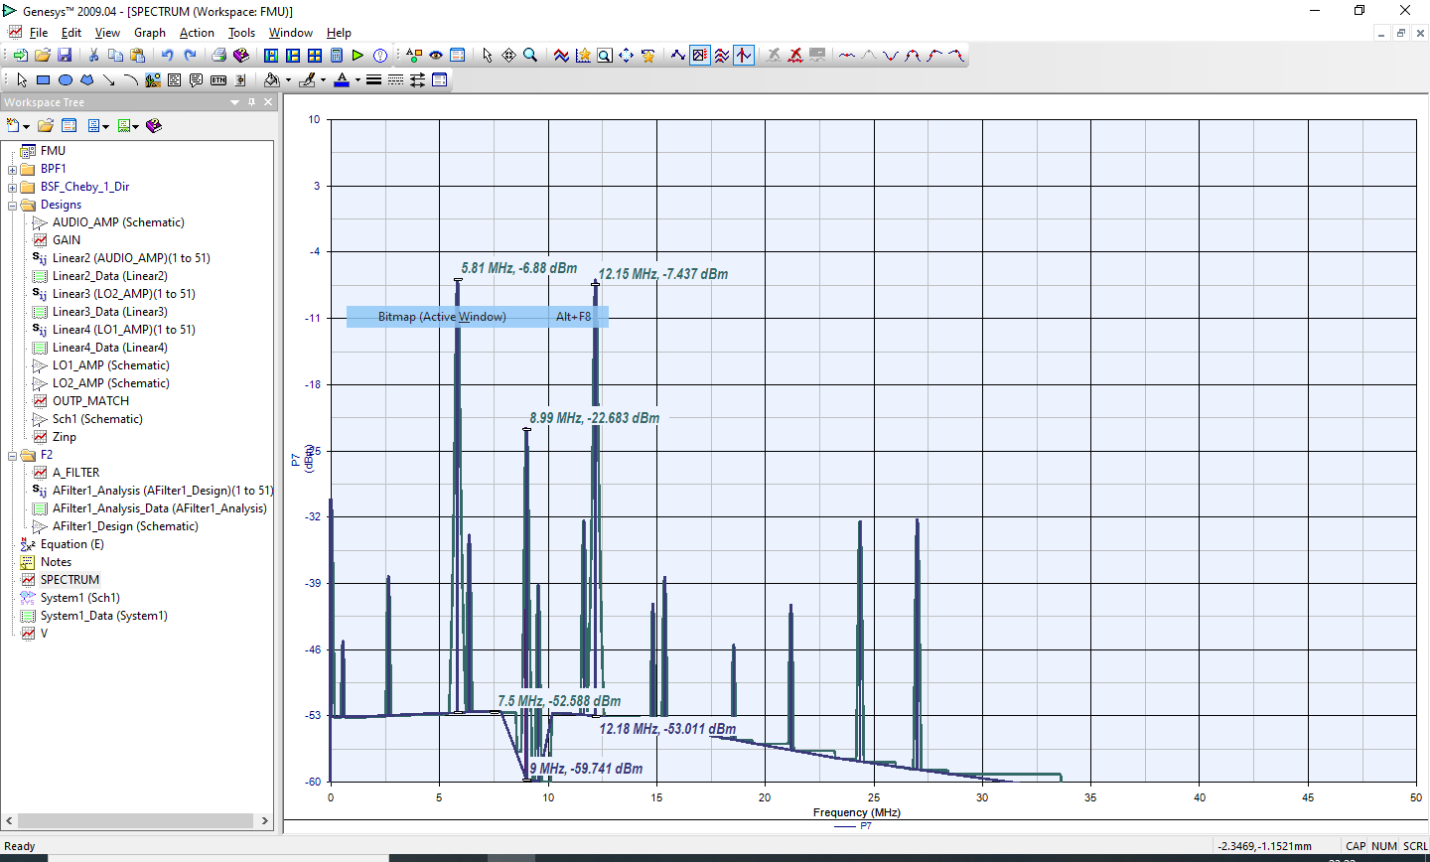 Genesys™ 2009.04 - [SPECTRUM (Workspace: FMU)]
File Edit View Graph Action Tools Window Help
Workspace Tree
FMU
BPF1
BSF_Cheby_1_Dir
Designs
AUDIO_AMP (Schematic)
GAIN
Linear2 (AUDIO_AMP)(1 to 51)
Linear2_Data (Linear2)
Linear3 (LO2_AMP)(1 to 51)
Linear3_Data (Linear3)
Linear4 (LO1_AMP)(1 to 51)
Linear4_Data (Linear4)
LO1_AMP (Schematic)
LO2_AMP (Schematic)
OUTP_MATCH
Sch1 (Schematic)
Zinp
F2
A_FILTER
AFilter1_Analysis (AFilter1_Design)(1 to 51)
AFilter1_Analysis_Data (AFilter1_Analysis)
AFilter1_Design (Schematic)
Equation (E)
Notes
SPECTRUM
System1 (Sch1)
System1_Data (System1)
V
10
3
-4
-11
-18
-25
-32
-39
-46
-53
-60
P7
(dBm)
5.81 MHz, -6.88 dBm
12.15 MHz, -7.437 dBm
Bitmap (Active Window) Alt+F8
8.99 MHz, -22.683 dBm
7.5 MHz, -52.588 dBm
12.18 MHz, -53.011 dBm
9 MHz, -59.741 dBm
0 5 10 15 20 25 30 35 40 45 50
Frequency (MHz)
P7
Ready -2.3469,-1.1521mm CAP NUM SCRL